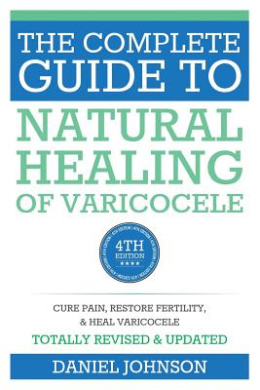 THE COMPLETE
GUIDE TO
NATURAL
HEALING
OF VARICOCELE
4TH
EDITION
CURE PAIN, RESTORE FERTILITY,
& HEAL VARICOCELE
TOTALLY REVISED & UPDATED
DANIEL JOHNSON